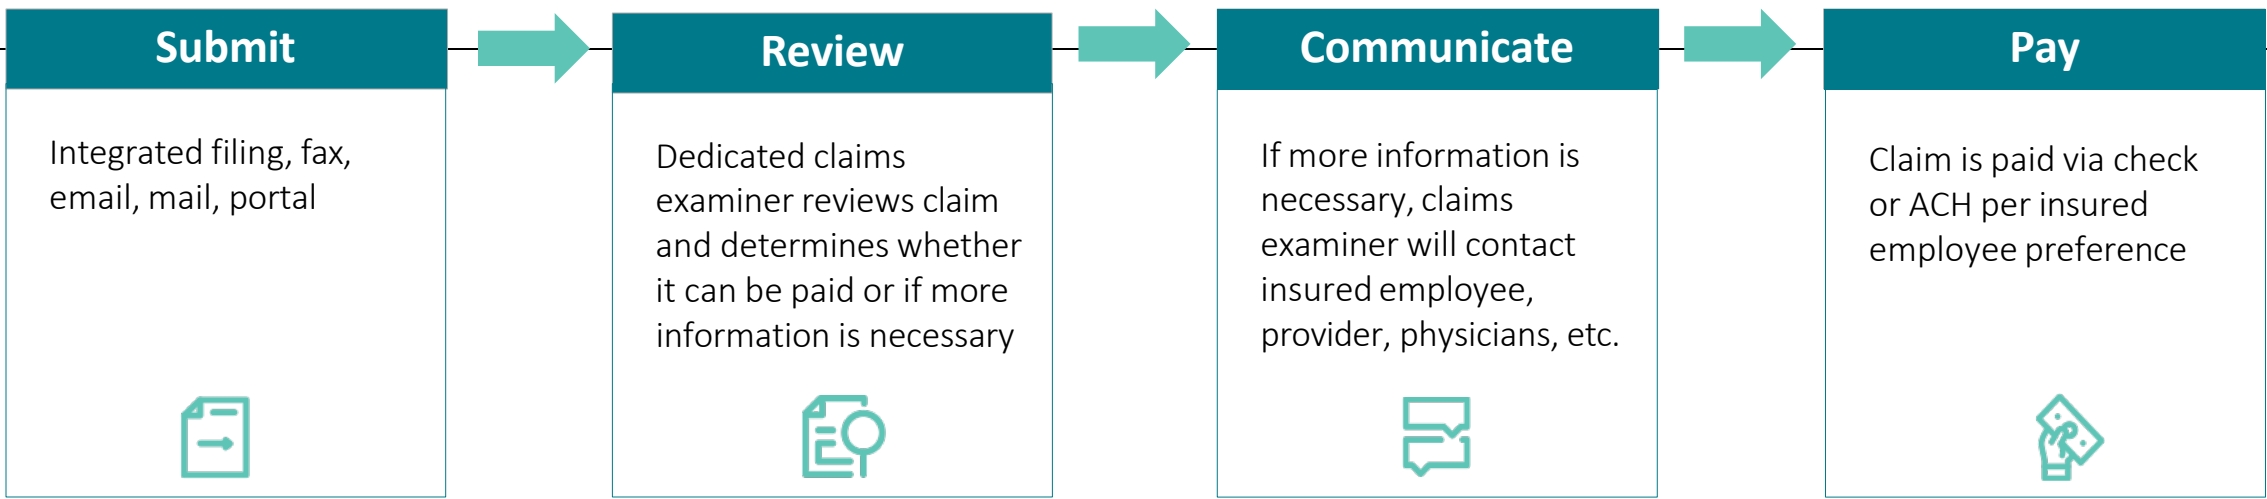 Submit
Integrated filing, fax,
email, mail, portal
Review
Dedicated claims
examiner reviews claim
and determines whether
it can be paid or if more
information is necessary
Communicate
If more information is
necessary, claims
examiner will contact
insured employee,
provider, physicians, etc.
Pay
Claim is paid via check
or ACH per insured
employee preference